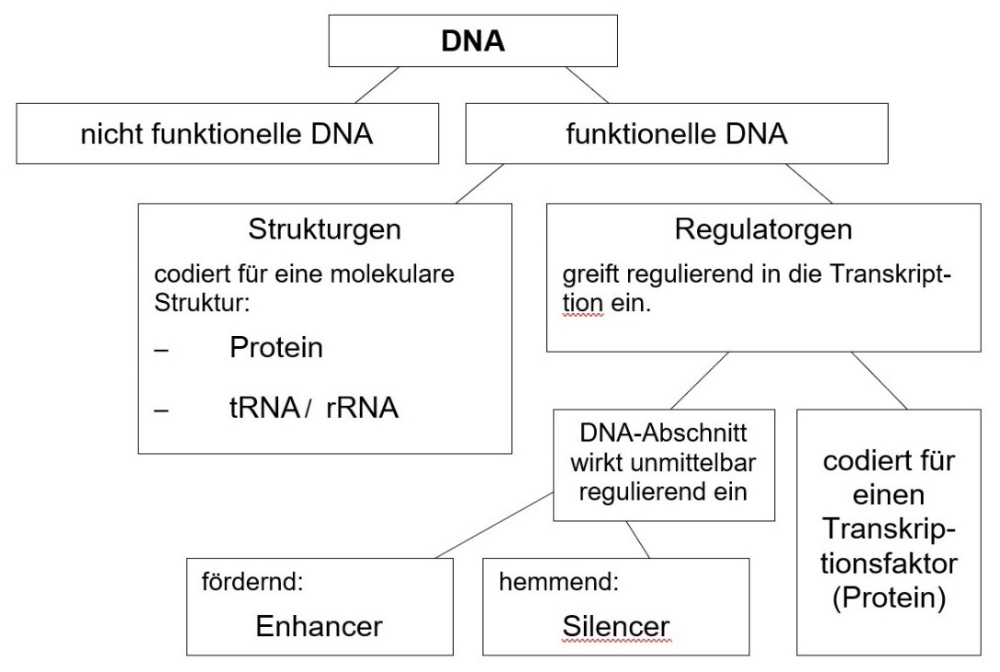 DNA
nicht funktionelle DNA
funktionelle DNA
Strukturgen
codiert für eine molekulare
Struktur:
– Protein
– tRNA / rRNA
Regulatorgen
greift regulierend in die Transkript-
tion ein.
DNA-Abschnitt
wirkt unmittelbar
regulierend ein
codiert für
einen
Transkrip-
tionsfaktor
(Protein)
fördernd:
Enhancer
hemmend:
Silencer